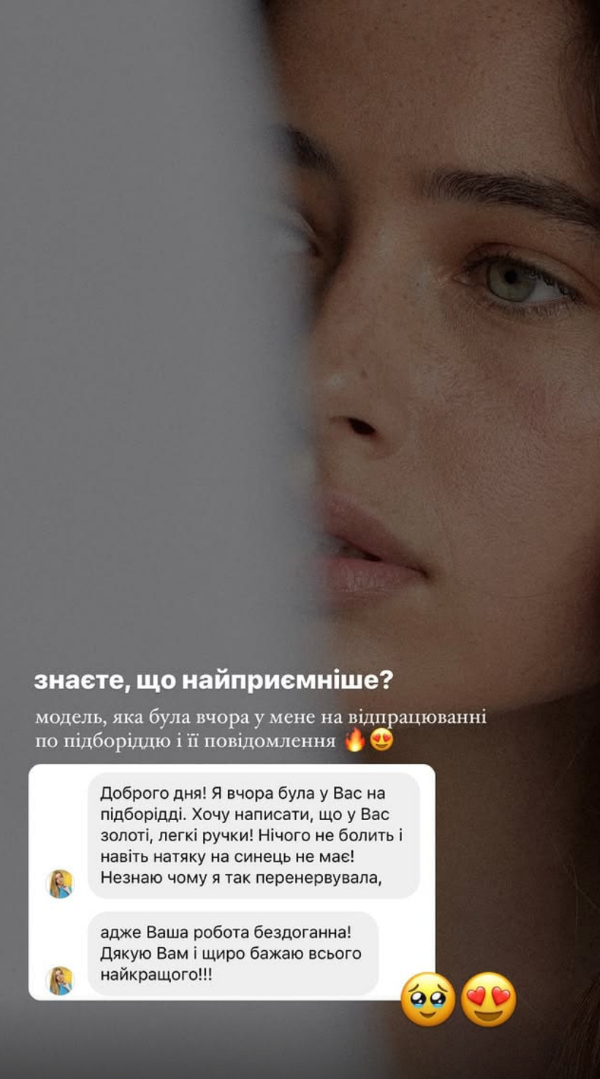 знаєте, що найприємніше?
модель, яка була вчора у мене на відпрацюванні
по підборіддю і її повідомлення 🔥😍
Доброго дня! Я вчора була у Вас на
підборідді. Хочу написати, що у Вас
золоті, легкі ручки! Нічого не болить і
навіть натяку на синець не має!
Незнаю чому я так перенервувала,
адже Ваша робота бездоганна!
Дякую Вам і щиро бажаю всього
найкращого!!!
🥹😍